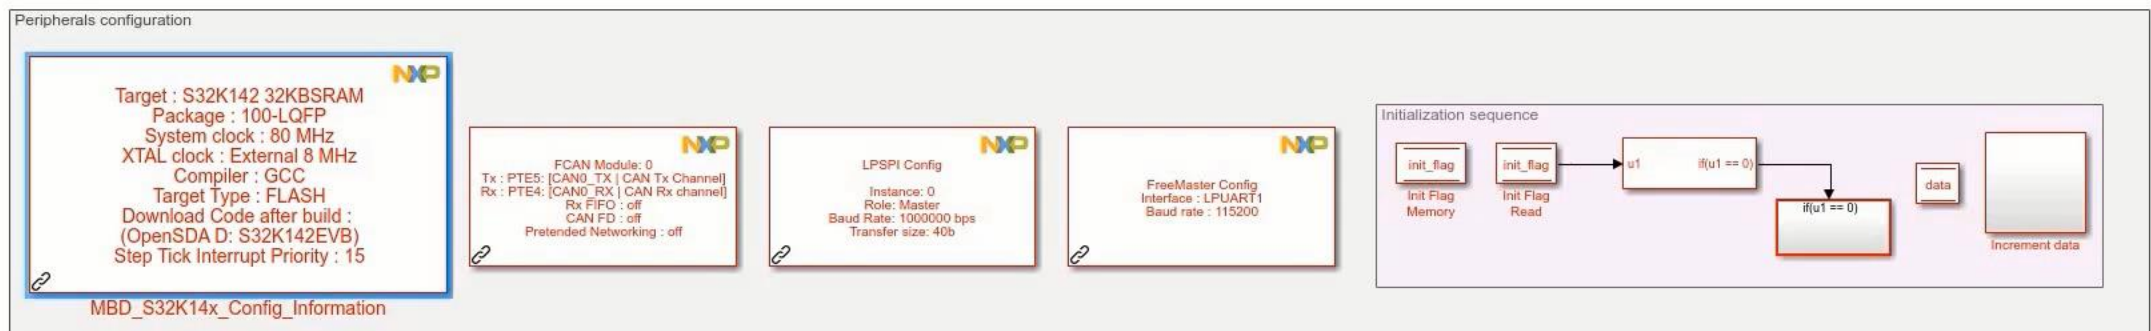 Peripherals configuration
NXP
Target : S32K142 32KBSRAM
Package : 100-LQFP
System clock : 80 MHz
XTAL clock : External 8 MHz
Compiler : GCC
Target Type : FLASH
Download Code after build :
(OpenSDA D: S32K142EVB)
Step Tick Interrupt Priority : 15
MBD_S32K14x_Config_Information
NXP
FCAN Module: 0
Tx : PTE5: [CAN0_TX | CAN Tx Channel]
Rx : PTE4: [CAN0_RX | CAN Rx channel]
Rx FIFO : off
CAN FD : off
Pretended Networking : off
NXP
LPSPI Config
Instance: 0
Role: Master
Baud Rate: 1000000 bps
Transfer size: 40b
NXP
FreeMaster Config
Interface : LPUART1
Baud rate : 115200
Initialization sequence
init_flag
Init Flag
Memory
init_flag
Init Flag
Read
u1
if(u1 == 0)
if(u1 == 0)
data
Increment data